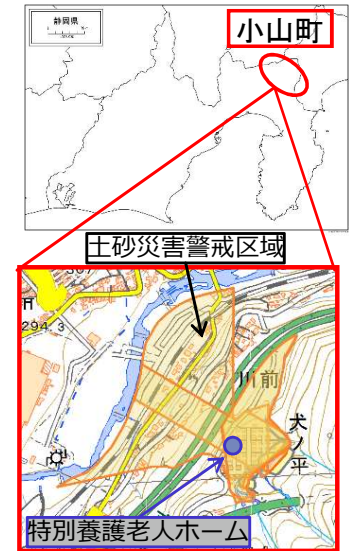 静岡県
小山町
土砂災害警戒区域
294.3
川前
犬ノ平
特別養護老人ホーム